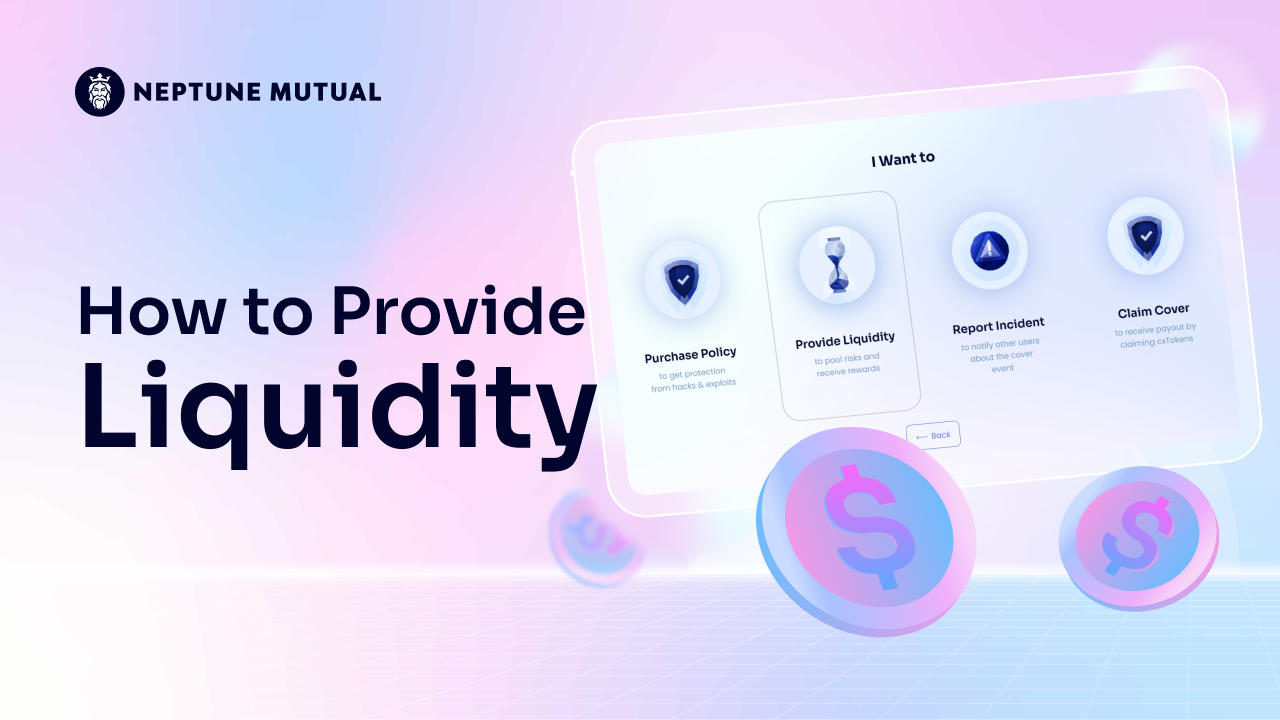 NEPTUNE MUTUAL
How to Provide
Liquidity
I Want to
Purchase Policy
to get protection
from hacks & exploits
Provide Liquidity
to pool risks and
receive rewards
Report Incident
to notify other users
about the cover
event
Claim Cover
to receive payout by
claiming cxTokens
⟵ Back
$
$